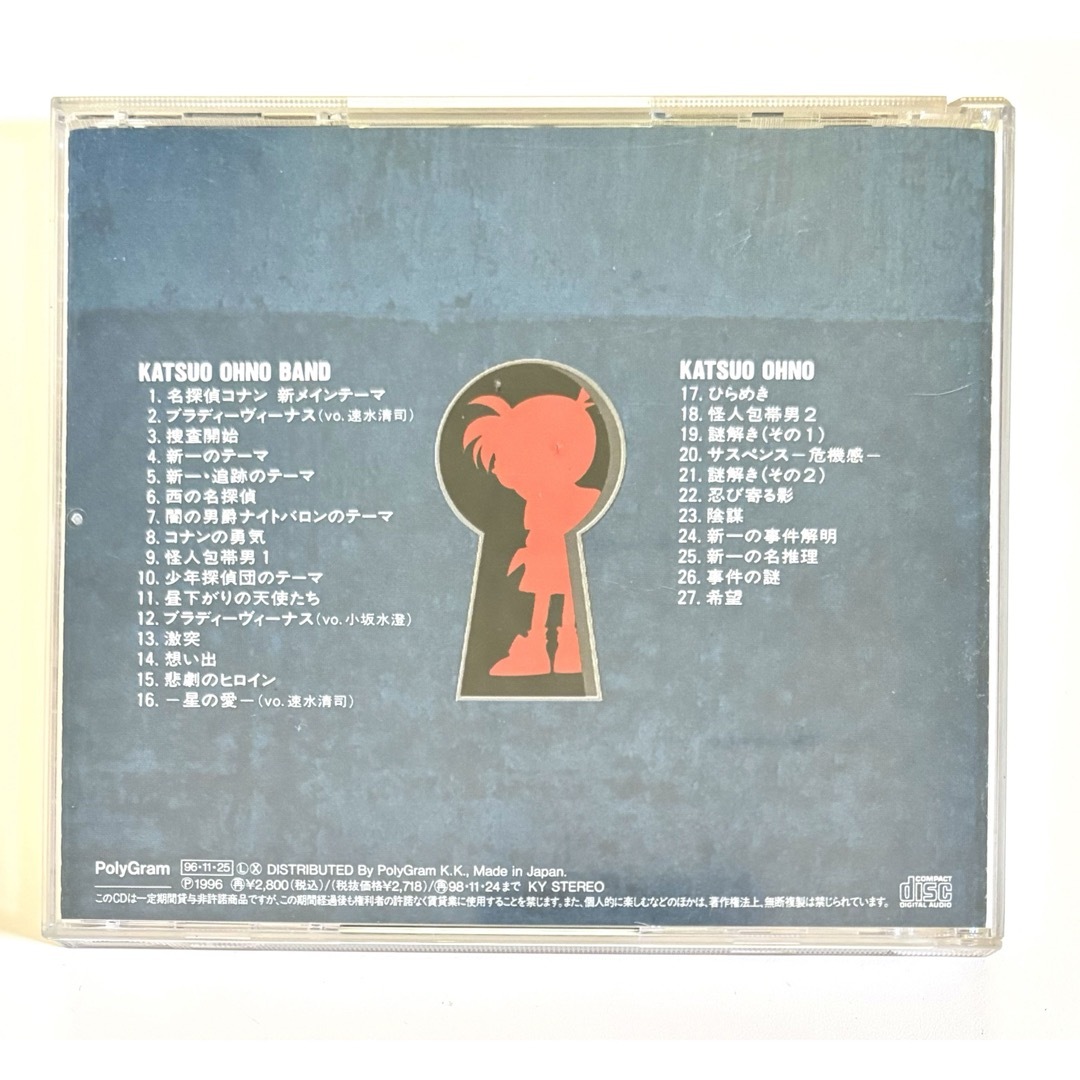 KATSUO OHNO BAND
1. 名探偵コナン 新メインテーマ
2. ブラディーヴィーナス(vo.速水清司)
3. 捜査開始
4. 新一のテーマ
5. 新一・追跡のテーマ
6. 西の名探偵
7. 闇の男爵ナイトバロンのテーマ
8. コナンの勇気
9. 怪人包帯男1
10. 少年探偵団のテーマ
11. 昼下がりの天使たち
12. ブラディーヴィーナス(vo.小坂水澄)
13. 激突
14. 想い出
15. 悲劇のヒロイン
16. ー星の愛ー(vo.速水清司)
KATSUO OHNO
17. ひらめき
18. 怪人包帯男2
19. 謎解き(その1)
20. サスペンスー危機感ー
21. 謎解き(その2)
22. 忍び寄る影
23. 陰謀
24. 新一の事件解明
25. 新一の名推理
26. 事件の謎
27. 希望
PolyGram 96・11・25 Ⓛ Ⓧ DISTRIBUTED By PolyGram K.K., Made in Japan.
Ⓟ1996 再¥2,800(税込)/(税抜価格¥2,718)/再98・11・24まで KY STEREO
このCDは一定期間貸与非許諾商品ですが、この期間経過後も権利者の許諾なく賃貸業に使用することを禁じます。また、個人的に楽しむなどのほかは、著作権法上、無断複製は禁じられています。
COMPACT
disc
DIGITAL AUDIO